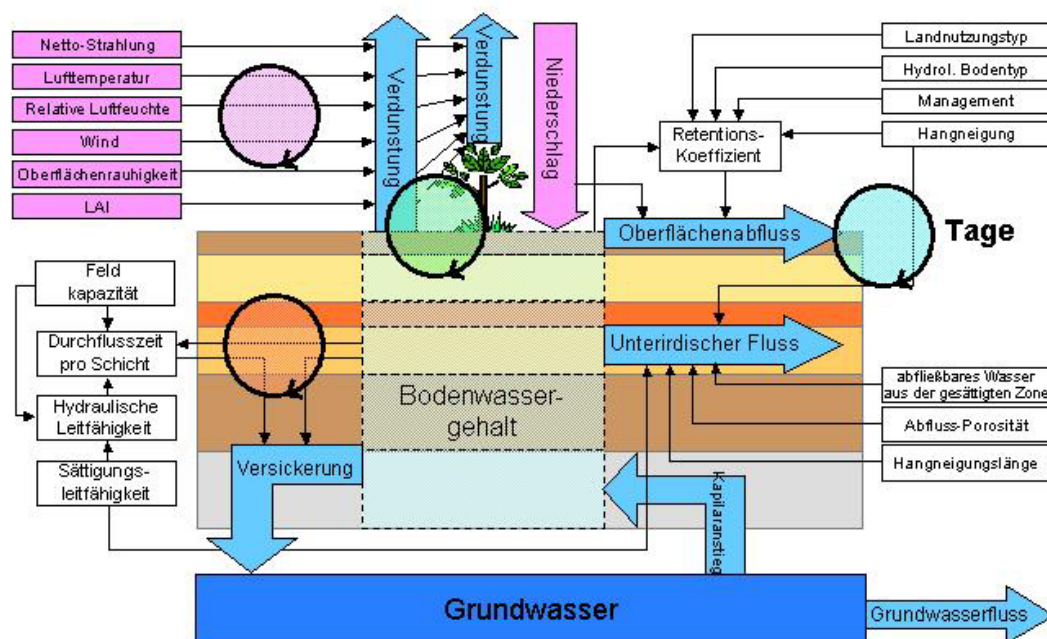 Netto-Strahlung
Lufttemperatur
Relative Luftfeuchte
Wind
Oberflächenrauhigkeit
LAI
Verdunstung
Verdunstung
Niederschlag
Landnutzungstyp
Hydrol. Bodentyp
Management
Hangneigung
Retentions-
Koeffizient
Oberflächenabfluss
Tage
Feld
kapazität
Durchflusszeit
pro Schicht
Hydraulische
Leitfähigkeit
Sättigungs-
leitfähigkeit
Unterirdischer Fluss
Bodenwasser-
gehalt
abfließbares Wasser
aus der gesättigten Zone
Abfluss-Porosität
Hangneigungslänge
Versickerung
Kapilaranstieg
Grundwasser
Grundwasserfluss